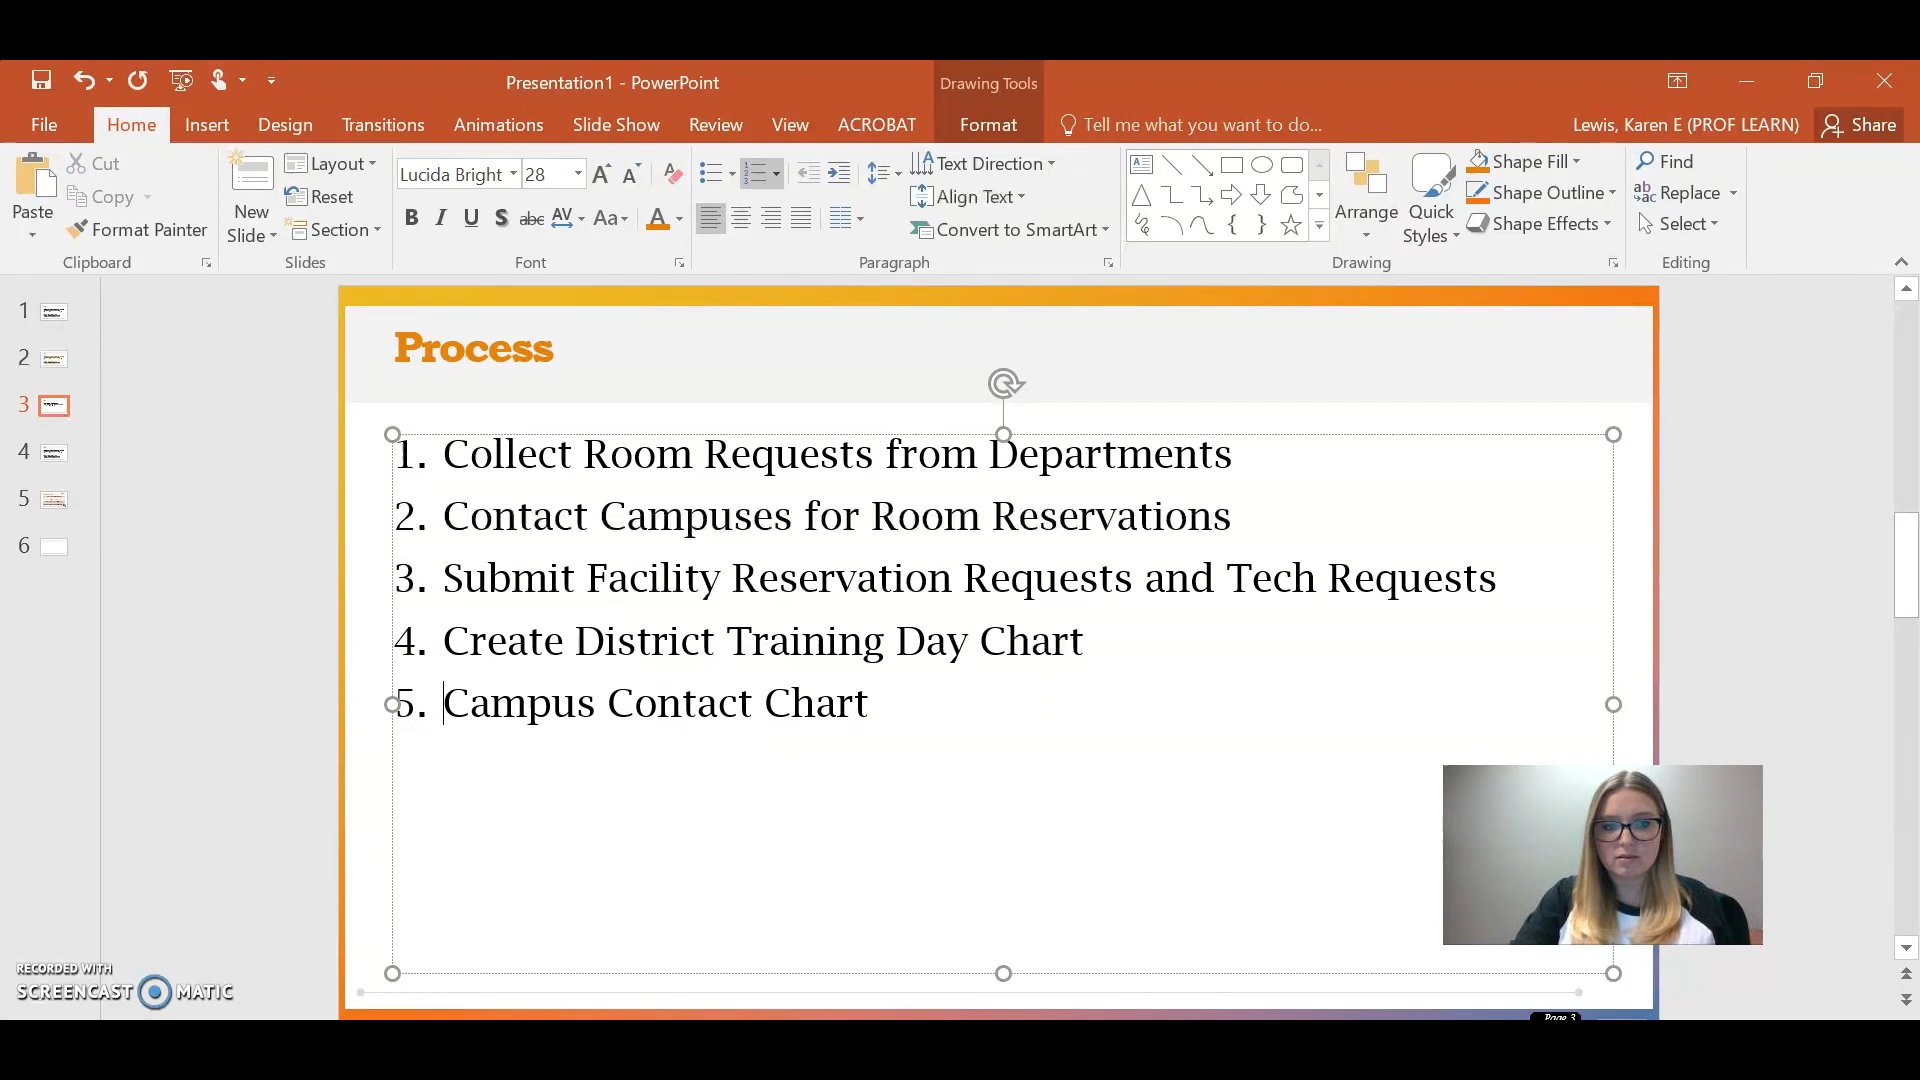 Presentation1 - PowerPoint
Drawing Tools
File Home Insert Design Transitions Animations Slide Show Review View ACROBAT Format Tell me what you want to do... Lewis, Karen E (PROF LEARN) Share
Paste
Cut
Copy
Format Painter
Clipboard
New
Slide
Layout
Reset
Section
Slides
Lucida Bright 28
B I U S abc AV Aa A
Font
Text Direction
Align Text
Convert to SmartArt
Paragraph
Arrange
Quick
Styles
Shape Fill
Shape Outline
Shape Effects
Drawing
Find
Replace
Select
Editing
1
2
3
4
5
6
Process
1. Collect Room Requests from Departments
2. Contact Campuses for Room Reservations
3. Submit Facility Reservation Requests and Tech Requests
4. Create District Training Day Chart
5. Campus Contact Chart
Page 3
RECORDED WITH
SCREENCAST MATIC